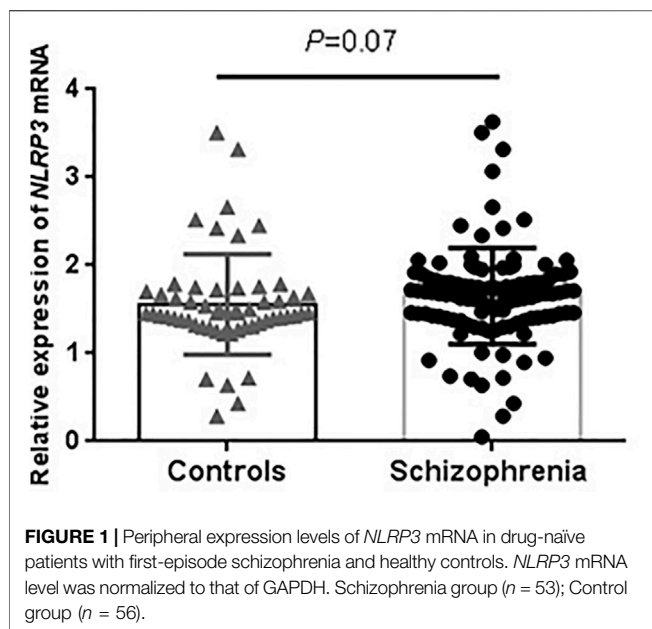 P=0.07
Relative expression of NLRP3 mRNA
4
3
2
1
0
Controls
Schizophrenia
FIGURE 1 | Peripheral expression levels of NLRP3 mRNA in drug-naïve
patients with first-episode schizophrenia and healthy controls. NLRP3 mRNA
level was normalized to that of GAPDH. Schizophrenia group (n = 53); Control
group (n = 56).